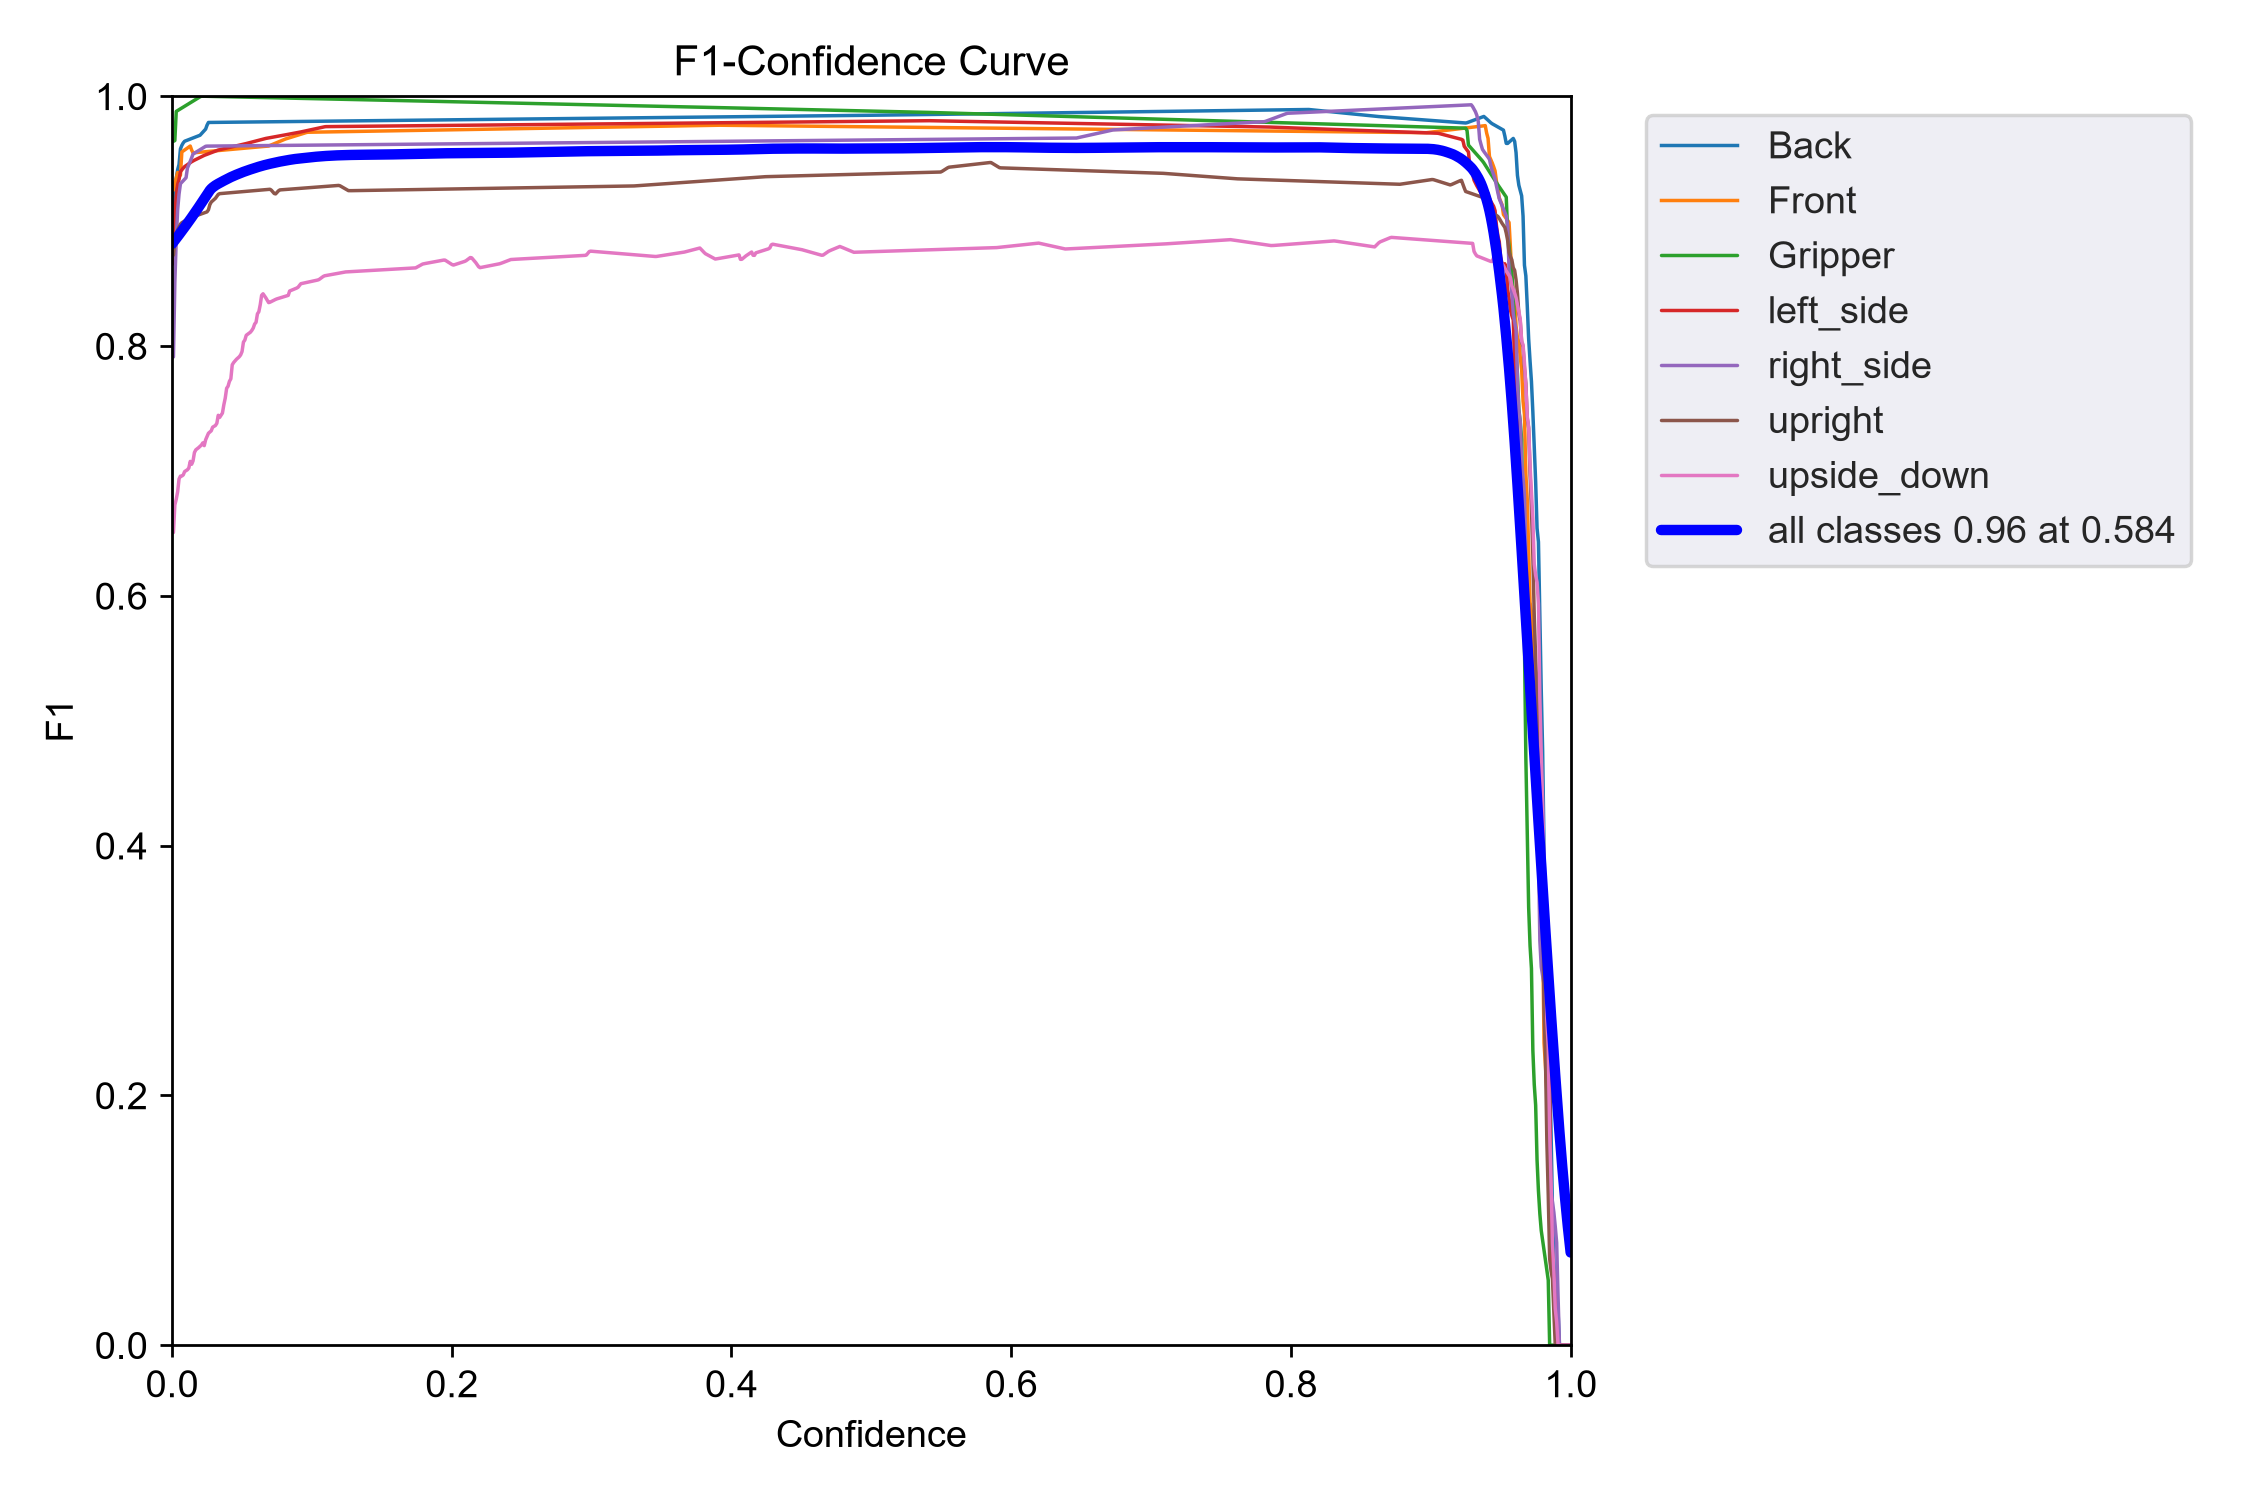 F1-Confidence Curve
1.0
0.8
0.6
0.4
0.2
0.0
F1
0.0 0.2 0.4 0.6 0.8 1.0
Confidence
Back
Front
Gripper
left_side
right_side
upright
upside_down
all classes 0.96 at 0.584